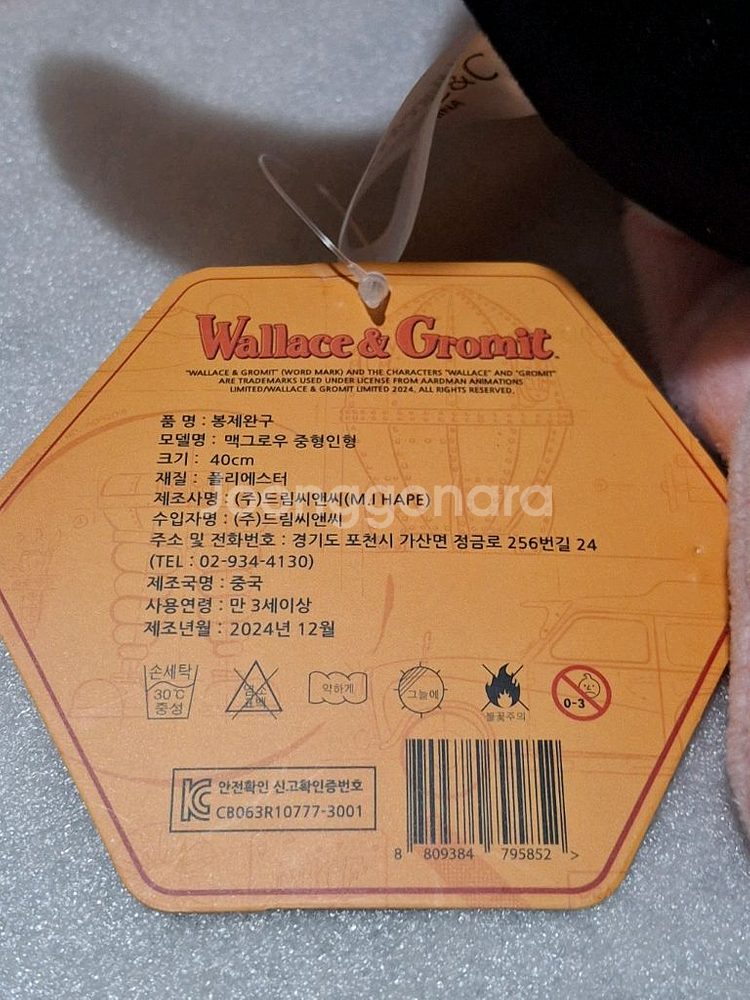 &C
Wallace & Gromit
"WALLACE & GROMIT" (WORD MARK) AND THE CHARACTERS "WALLACE" AND "GROMIT"
ARE TRADEMARKS USED UNDER LICENSE FROM AARDMAN ANIMATIONS
LIMITED/WALLACE & GROMIT LIMITED 2024. ALL RIGHTS RESERVED.
품 명 : 봉제완구
모델명 : 맥그로우 중형인형
크기 : 40cm
재질 : 폴리에스터
제조사명 : (주)드림씨앤씨(M.I HAPE)
Joonggonara
수입자명 : (주)드림씨앤씨
주소 및 전화번호 : 경기도 포천시 가산면 정금로 256번길 24
(TEL : 02-934-4130)
제조국명 : 중국
사용연령 : 만 3세이상
제조년월 : 2024년 12월
손세탁
30℃
중성
염소
표백
약하게
그늘에
불꽃주의
0-3
안전확인 신고확인증번호
CB063R10777-3001
8 809384 795852 >